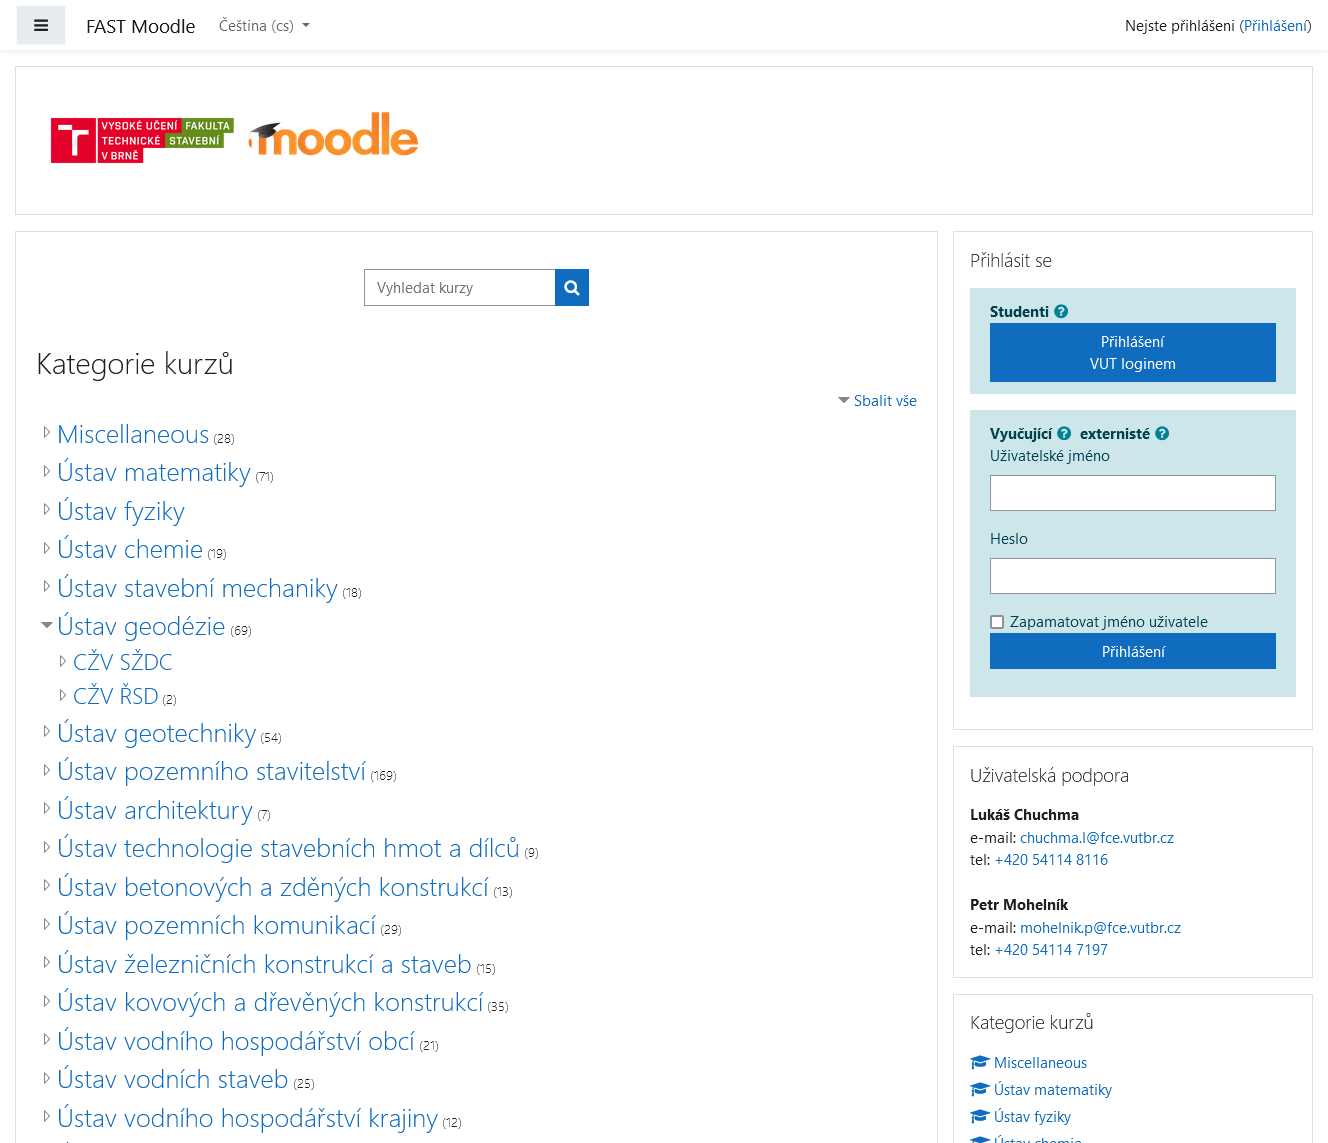 FAST Moodle
Čeština (cs)
Nejste přihlášeni (Přihlášení)
VYSOKÉ UČENÍ FAKULTA
TECHNICKÉ STAVEBNÍ
V BRNĚ
moodle
Vyhledat kurzy
Kategorie kurzů
Sbalit vše
Miscellaneous (28)
Ústav matematiky (71)
Ústav fyziky
Ústav chemie (19)
Ústav stavební mechaniky (18)
Ústav geodézie (69)
CŽV SŽDC
CŽV ŘSD (2)
Ústav geotechniky (54)
Ústav pozemního stavitelství (169)
Ústav architektury (7)
Ústav technologie stavebních hmot a dílců (9)
Ústav betonových a zděných konstrukcí (13)
Ústav pozemních komunikací (29)
Ústav železničních konstrukcí a staveb (15)
Ústav kovových a dřevěných konstrukcí (35)
Ústav vodního hospodářství obcí (21)
Ústav vodních staveb (25)
Ústav vodního hospodářství krajiny (12)
Přihlásit se
Studenti
Přihlášení
VUT loginem
Vyučující externisté
Uživatelské jméno
Heslo
Zapamatovat jméno uživatele
Přihlášení
Uživatelská podpora
Lukáš Chuchma
e-mail: chuchma.l@fce.vutbr.cz
tel: +420 54114 8116
Petr Mohelník
e-mail: mohelnik.p@fce.vutbr.cz
tel: +420 54114 7197
Kategorie kurzů
Miscellaneous
Ústav matematiky
Ústav fyziky
Ústav chemie